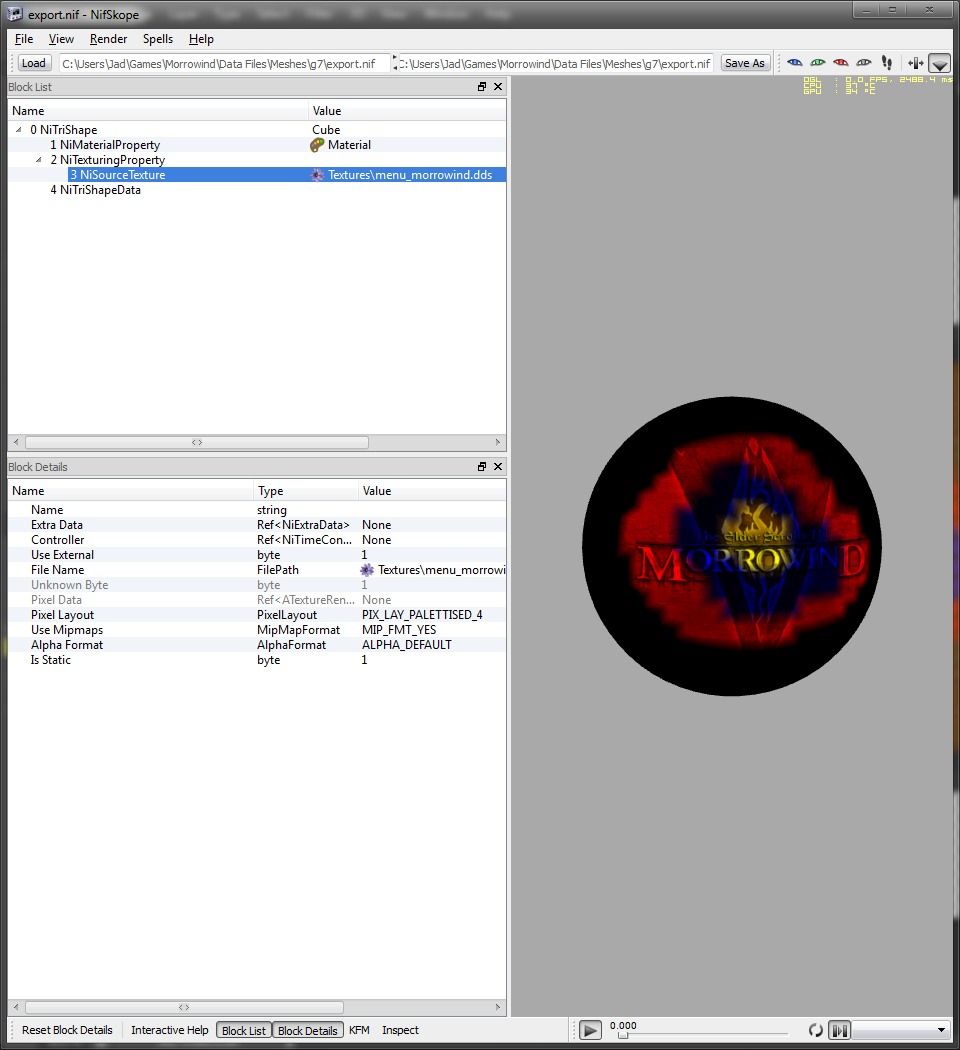 export.nif - NifSkope
File View Render Spells Help
Load C:\Users\Jad\Games\Morrowind\Data Files\Meshes\g7\export.nif C:\Users\Jad\Games\Morrowind\Data Files\Meshes\g7\export.nif Save As
Block List
Name Value
0 NiTriShape Cube
1 NiMaterialProperty Material
2 NiTexturingProperty
3 NiSourceTexture Textures\menu_morrowind.dds
4 NiTriShapeData
OGL : 0.0 FPS, 2488.4 ms
CPU : 37 °C
GPU : 34 °C
Block Details
Name Type Value
Name string
Extra Data Ref<NiExtraData> None
Controller Ref<NiTimeCon... None
Use External byte 1
File Name FilePath Textures\menu_morrowi
Unknown Byte byte 1
Pixel Data Ref<ATextureRen... None
Pixel Layout PixelLayout PIX_LAY_PALETTISED_4
Use Mipmaps MipMapFormat MIP_FMT_YES
Alpha Format AlphaFormat ALPHA_DEFAULT
Is Static byte 1
The Elder Scrolls III
MORROWIND
Reset Block Details Interactive Help Block List Block Details KFM Inspect 0.000